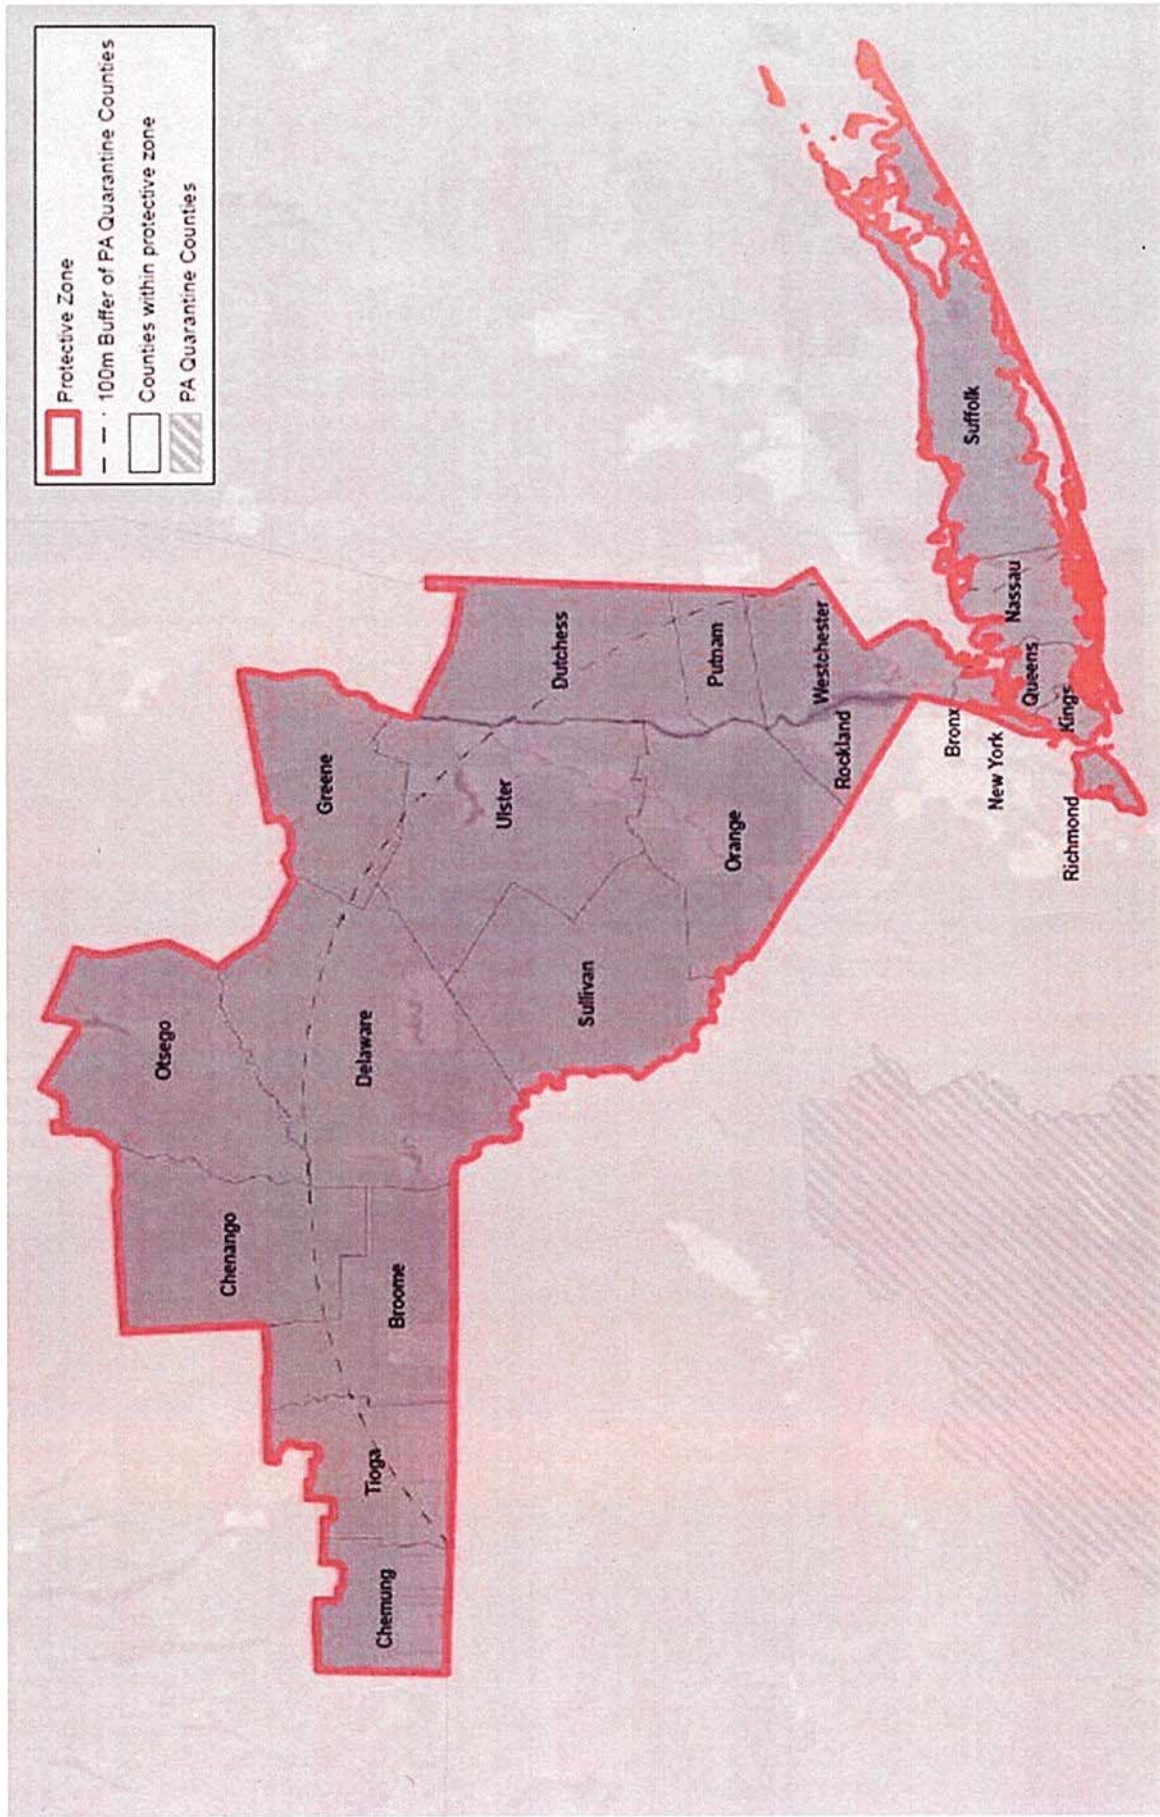 Protective Zone
100m Buffer of PA Quarantine Counties
Counties within protective zone
PA Quarantine Counties
Otsego
Chenango
Greene
Delaware
Broome
Tioga
Chemung
Ulster
Dutchess
Sullivan
Orange
Putnam
Westchester
Rockland
Bronx
New York
Richmond
Kings
Queens
Nassau
Suffolk